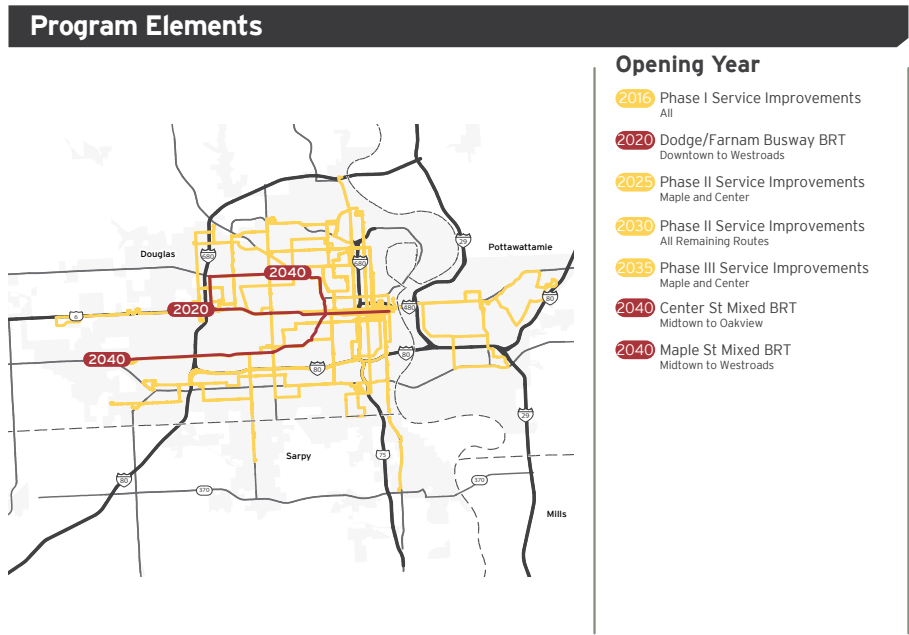 Program Elements
Opening Year
2016 Phase I Service Improvements
All
2020 Dodge/Farnam Busway BRT
Downtown to Westroads
2025 Phase II Service Improvements
Maple and Center
2030 Phase II Service Improvements
All Remaining Routes
2035 Phase III Service Improvements
Maple and Center
2040 Center St Mixed BRT
Midtown to Oakview
2040 Maple St Mixed BRT
Midtown to Westroads
29
Pottawattamie
Douglas
680
680
2040
80
480
2020
6
80
2040
80
29
Sarpy
75
80
370
370
Mills